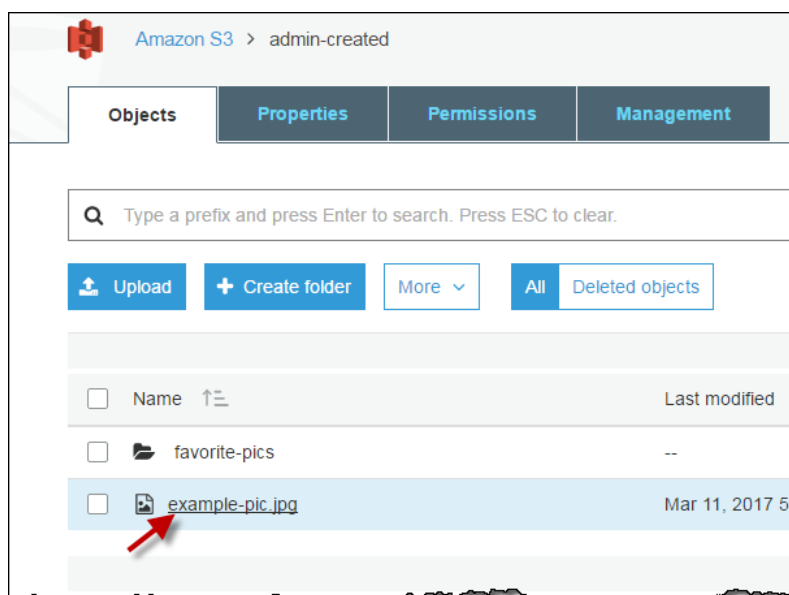 Amazon S3 > admin-created
Objects Properties Permissions Management
Type a prefix and press Enter to search. Press ESC to clear.
Upload Create folder More All Deleted objects
Name Last modified
favorite-pics --
example-pic.jpg Mar 11, 2017 5